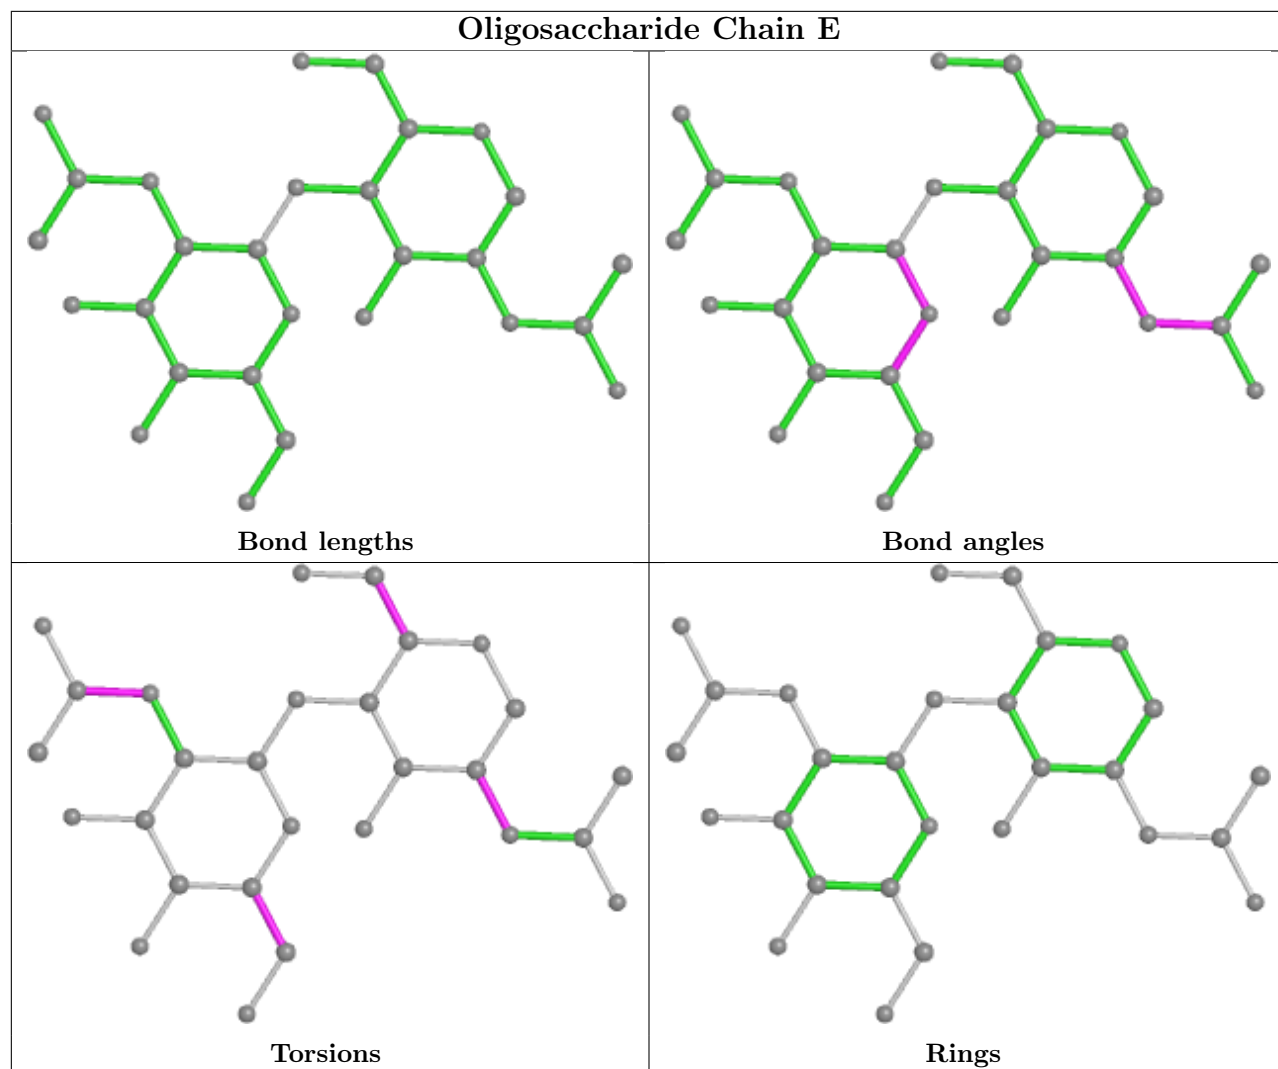 Oligosaccharide Chain E
Bond lengths
Bond angles
Torsions
Rings